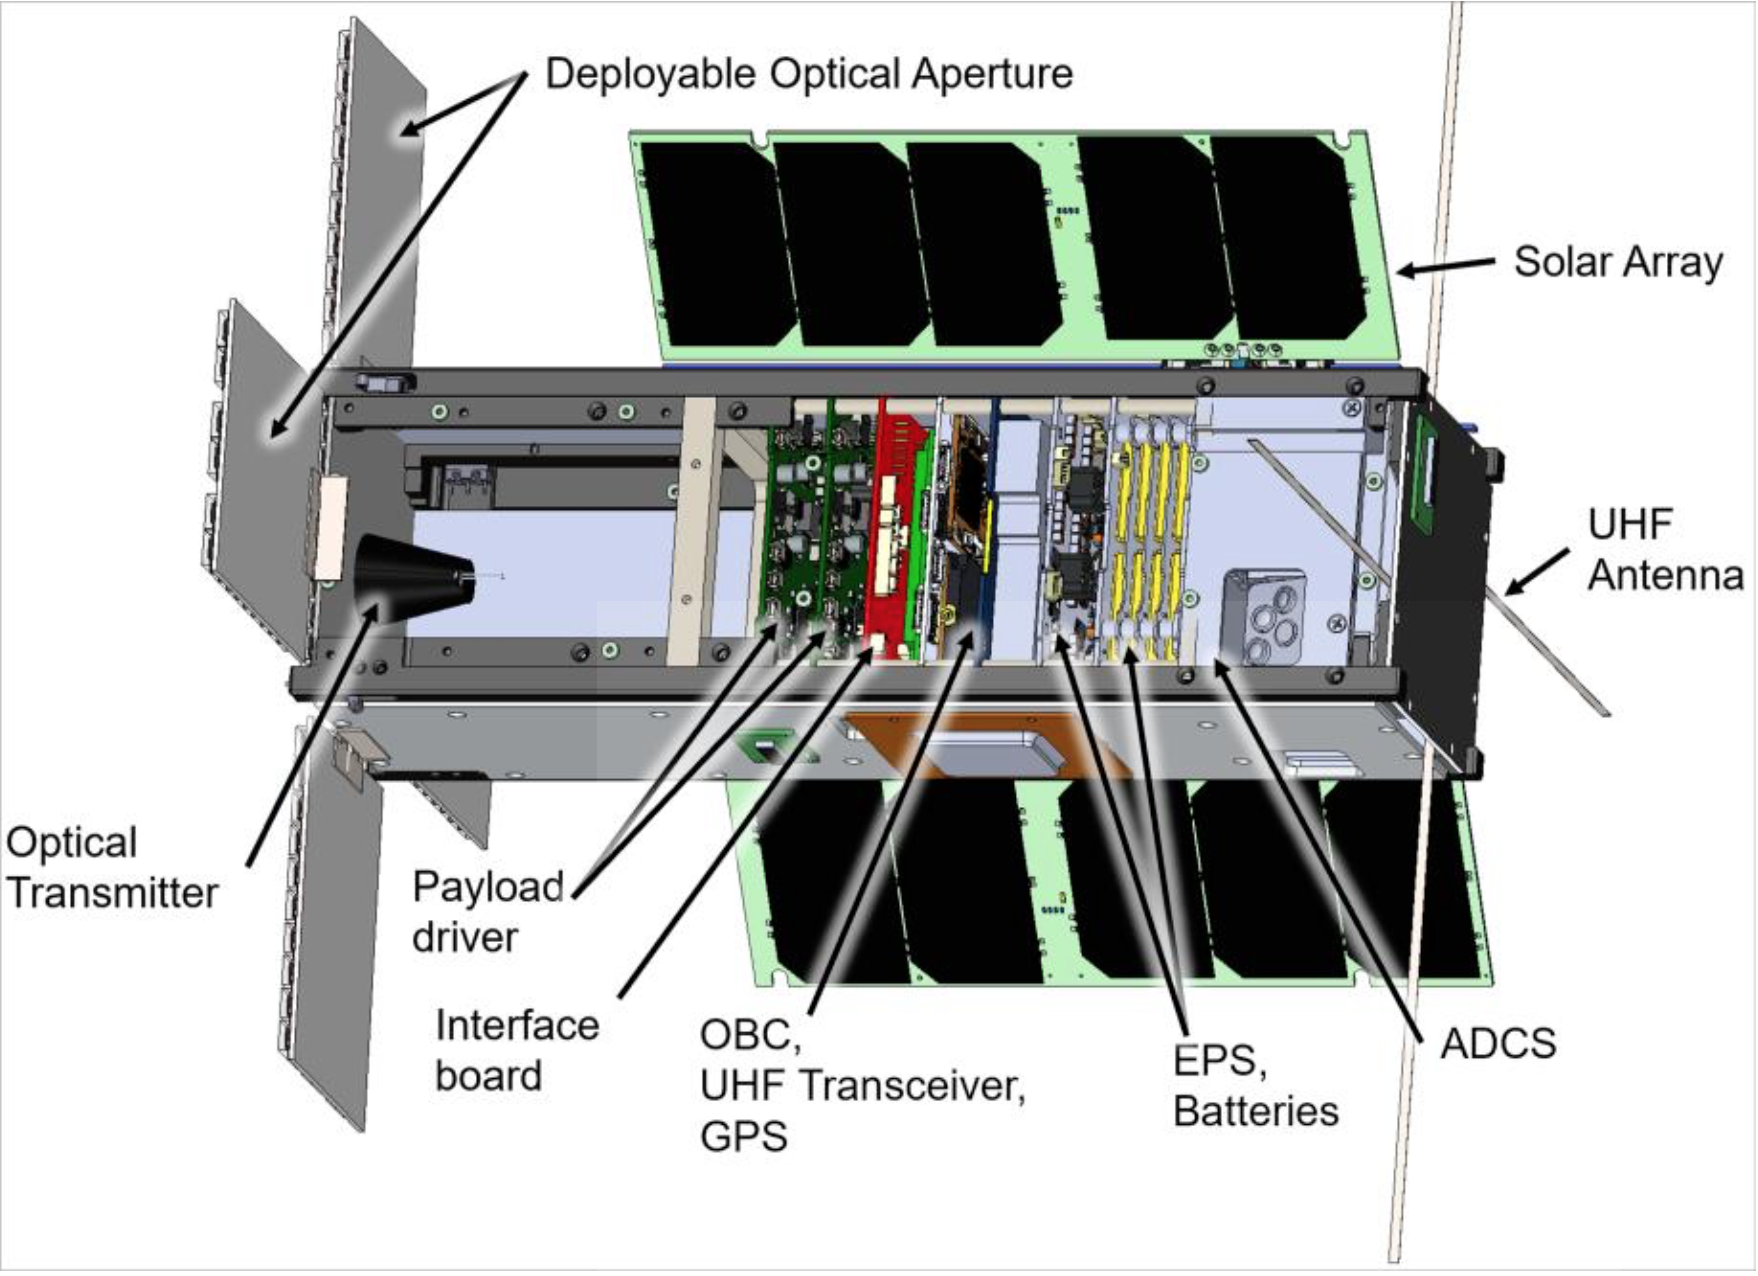 Deployable Optical Aperture
Solar Array
UHF
Antenna
Optical
Transmitter
Payload
driver
Interface
board
OBC,
UHF Transceiver,
GPS
EPS,
Batteries
ADCS